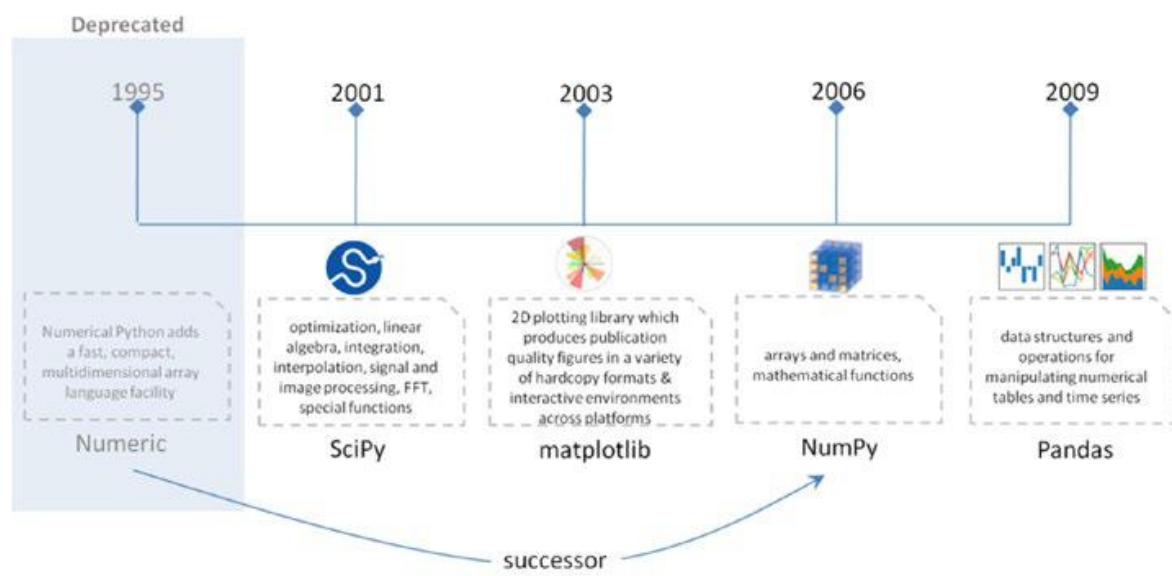 Deprecated
1995
2001
2003
2006
2009
Numerical Python adds
a fast, compact,
multidimensional array
language facility
Numeric
optimization, linear
algebra, integration,
interpolation, signal and
image processing, FFT,
special functions
SciPy
2D plotting library which
produces publication
quality figures in a variety
of hardcopy formats &
interactive environments
across platforms
matplotlib
arrays and matrices,
mathematical functions
NumPy
data structures and
operations for
manipulating numerical
tables and time series
Pandas
successor